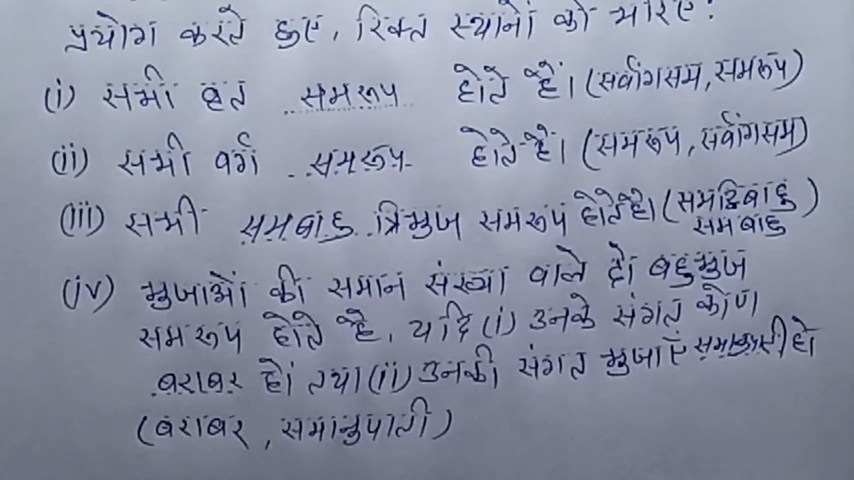 प्रयोग करते हुए, रिक्त स्थानों को भरिए:
(i) सभी वृत्त समरूप होते हैं। (सर्वांगसम, समरूप)
(ii) सभी वर्ग समरूप होते हैं। (समरूप, सर्वांगसम)
(iii) सभी समबाहु त्रिभुज समरूप होते हैं। (समद्विबाहु
समबाहु)
(iv) भुजाओं की समान संख्या वाले दो बहुभुज
समरूप होते हैं, यदि (i) उनके संगत कोण
बराबर हों तथा (ii) उनकी संगत भुजाएँ समानुपाती हो
(बराबर, समानुपाती)